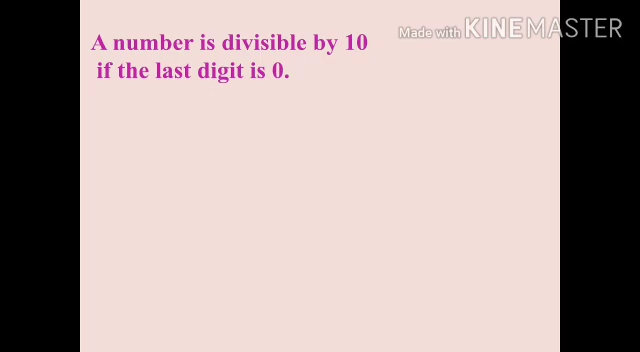 A number is divisible by 10
if the last digit is 0.
Made with KINEMASTER